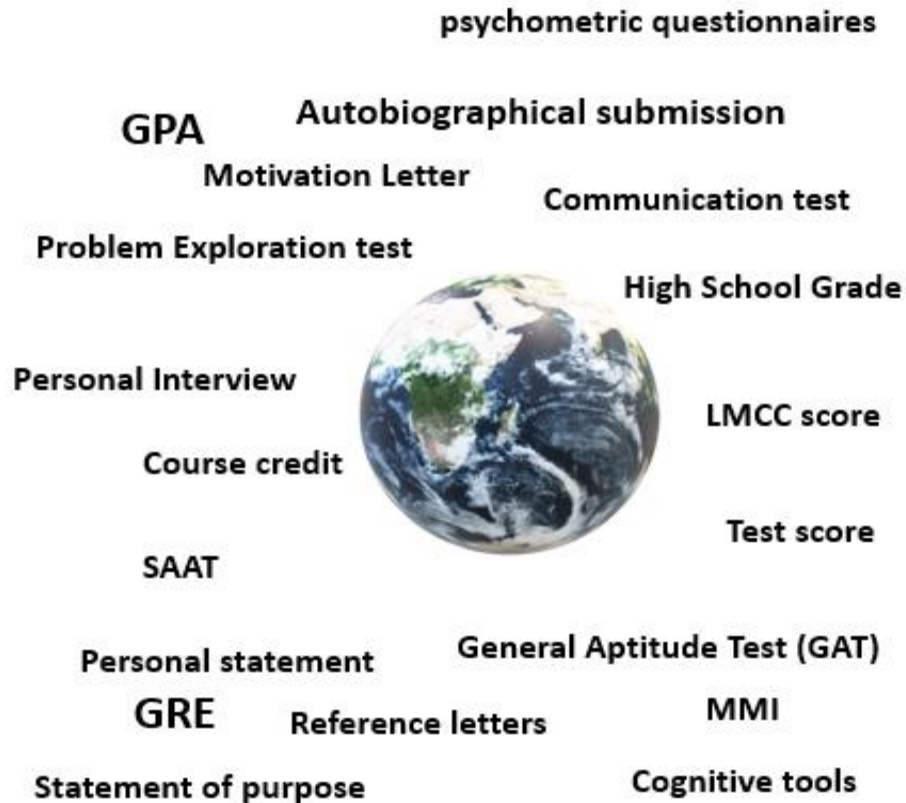 psychometric questionnaires
Autobiographical submission
GPA
Motivation Letter
Communication test
Problem Exploration test
High School Grade
Personal Interview
LMCC score
Course credit
Test score
SAAT
General Aptitude Test (GAT)
Personal statement
MMI
GRE
Reference letters
Cognitive tools
Statement of purpose